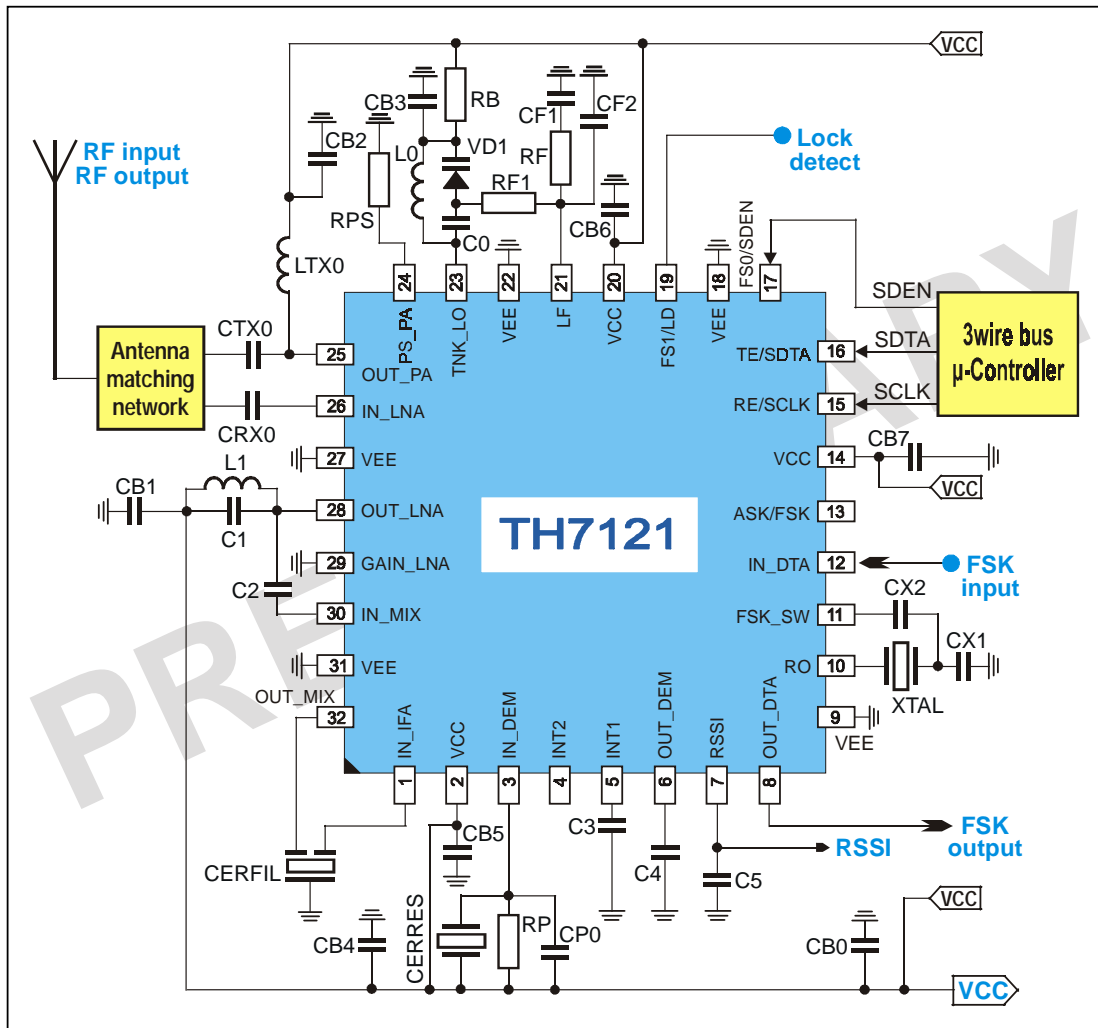 VCC
CB3
RB
CF1
CF2
CB2
L0
VD1
RF
Lock
detect
RF input
RF output
RPS
RF1
CB6
C0
FS0/SDEN
LTX0
24
23
22
21
20
19
18
17
PS_PA
TNK_LO
VEE
LF
VCC
FS1/LD
VEE
SDEN
Antenna
matching
network
CTX0
25
OUT_PA
TE/SDTA
16
SDTA
3wire bus
µ-Controller
26
IN_LNA
RE/SCLK
15
SCLK
CRX0
27
VEE
VCC
14
CB7
VCC
L1
CB1
C1
28
OUT_LNA
ASK/FSK
13
TH7121
29
GAIN_LNA
IN_DTA
12
FSK
input
C2
30
IN_MIX
FSK_SW
11
CX2
31
VEE
RO
10
CX1
XTAL
OUT_MIX
32
9
VEE
IN_IFA
VCC
IN_DEM
INT2
INT1
OUT_DEM
RSSI
OUT_DTA
1
2
3
4
5
6
7
8
CERFIL
CB5
C3
C4
C5
RSSI
FSK
output
CERRES
RP
CP0
CB4
CB0
VCC
VCC
PRELIMINARY